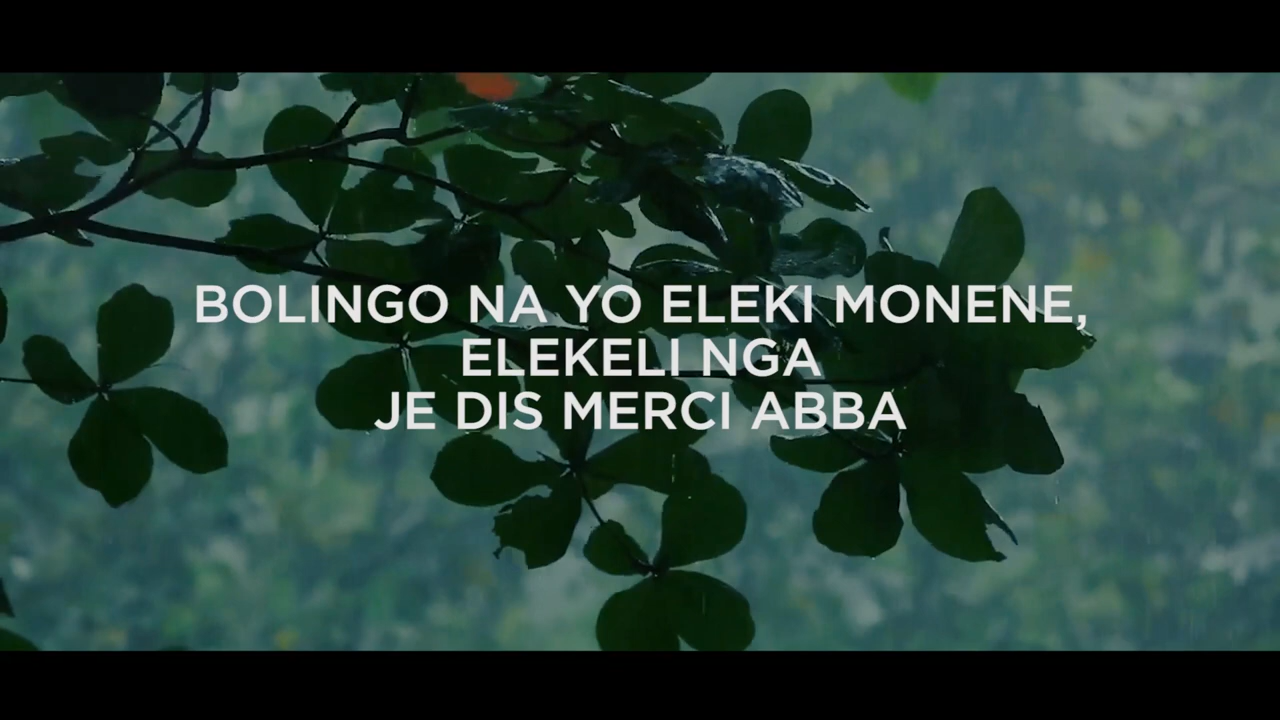 BOLINGO NA YO ELEKI MONENE,
ELEKELI NGA
JE DIS MERCI ABBA